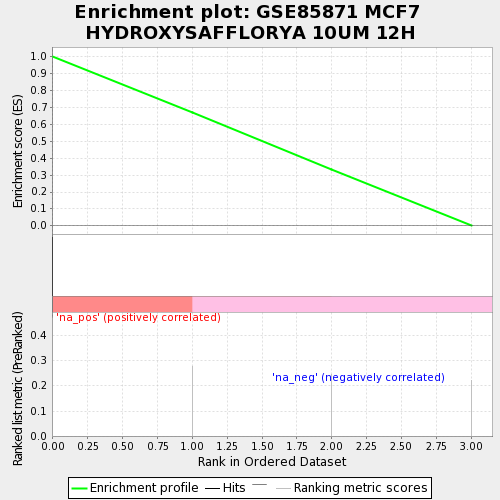 Enrichment plot: GSE85871 MCF7
HYDROXYSAFFLORYA 10UM 12H
Enrichment score (ES)
1.0
0.9
0.8
0.7
0.6
0.5
0.4
0.3
0.2
0.1
0.0
'na_pos' (positively correlated)
'na_neg' (negatively correlated)
Ranked list metric (PreRanked)
0.4
0.3
0.2
0.1
0.0
0.00 0.25 0.50 0.75 1.00 1.25 1.50 1.75 2.00 2.25 2.50 2.75 3.00
Rank in Ordered Dataset
Enrichment profile Hits Ranking metric scores